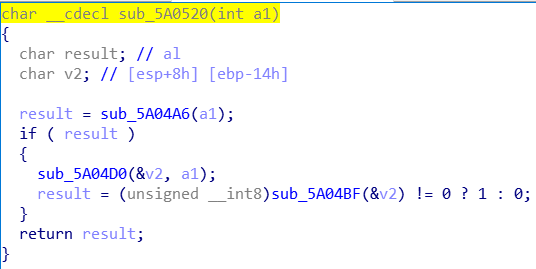 char __cdecl sub_5A0520(int a1)
{
  char result; // al
  char v2; // [esp+8h] [ebp-14h]

  result = sub_5A04A6(a1);
  if ( result )
  {
    sub_5A04D0(&v2, a1);
    result = (unsigned __int8)sub_5A04BF(&v2) != 0 ? 1 : 0;
  }
  return result;
}